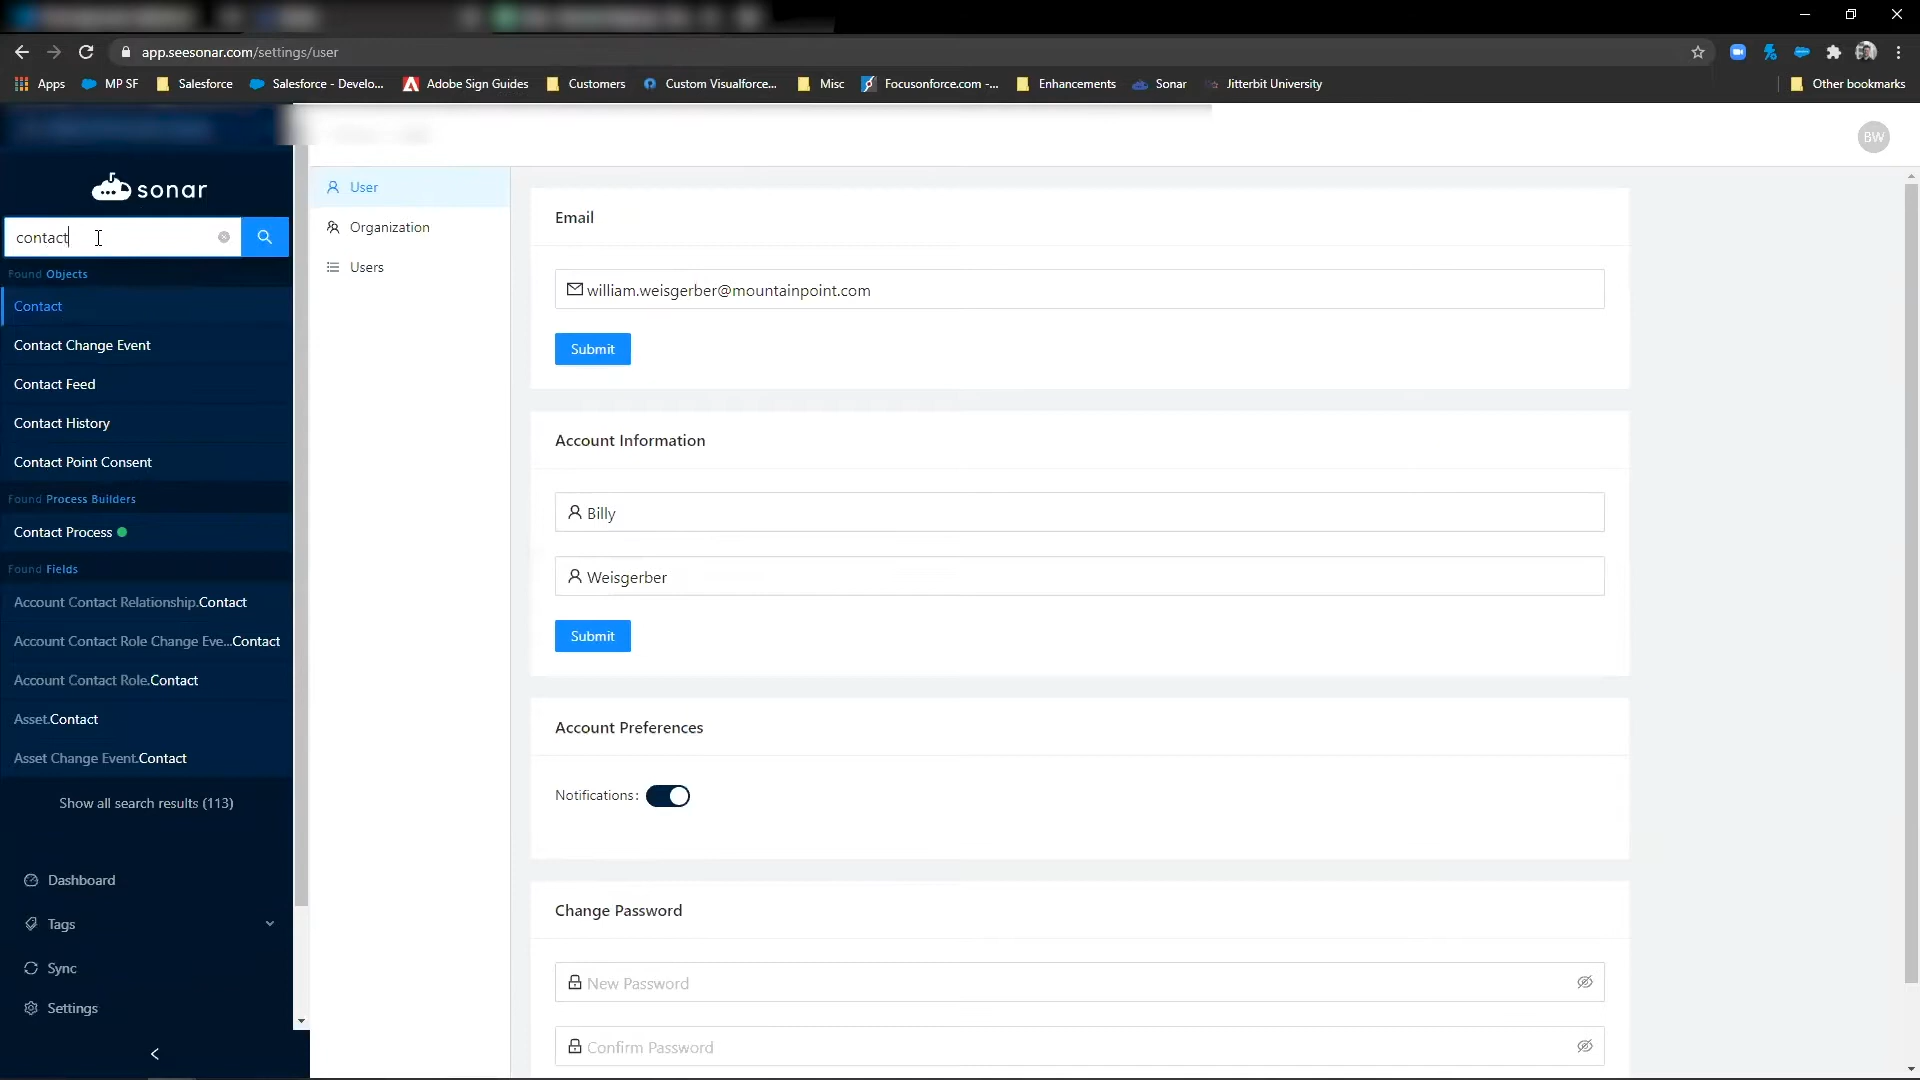 app.seesonar.com/settings/user
Apps
MP SF
Salesforce
Salesforce - Develo...
Adobe Sign Guides
Customers
Custom Visualforce...
Misc
Focusonforce.com -...
Enhancements
Sonar
Jitterbit University
Other bookmarks
BW
sonar
contact
Found Objects
Contact
Contact Change Event
Contact Feed
Contact History
Contact Point Consent
Found Process Builders
Contact Process
Found Fields
Account Contact Relationship.Contact
Account Contact Role Change Eve...Contact
Account Contact Role.Contact
Asset.Contact
Asset Change Event.Contact
Show all search results (113)
Dashboard
Tags
Sync
Settings
User
Organization
Users
Email
william.weisgerber@mountainpoint.com
Submit
Account Information
Billy
Weisgerber
Submit
Account Preferences
Notifications:
Change Password
New Password
Confirm Password